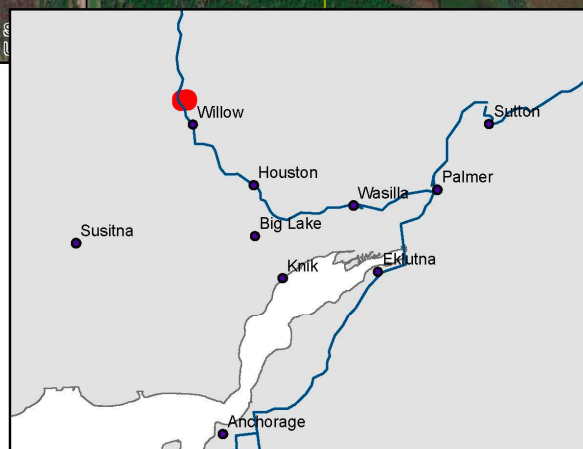 Willow
Sutton
Houston
Palmer
Wasilla
Big Lake
Susitna
Knik
Eklutna
Anchorage